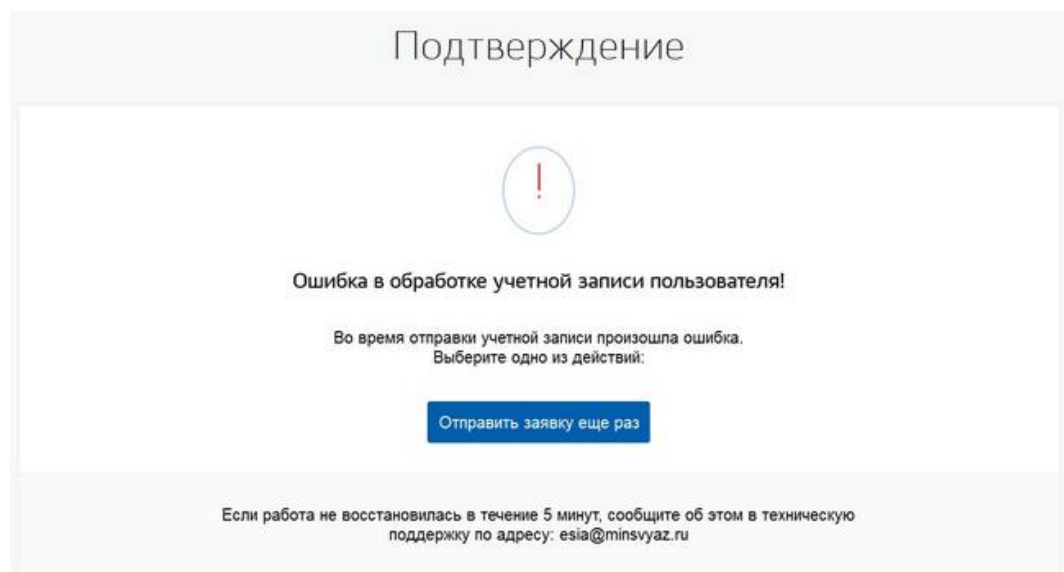 Подтверждение
!
Ошибка в обработке учетной записи пользователя!
Во время отправки учетной записи произошла ошибка.
Выберите одно из действий:
Отправить заявку еще раз
Если работа не восстановилась в течение 5 минут, сообщите об этом в техническую
поддержку по адресу: esia@minsvyaz.ru